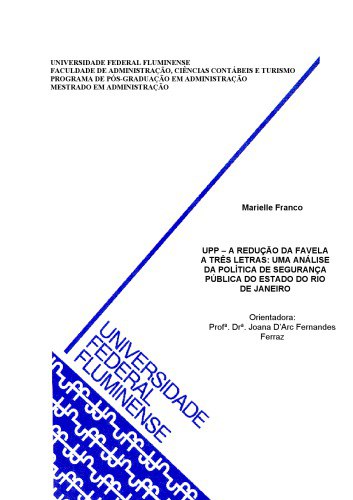 UNIVERSIDADE FEDERAL FLUMINENSE
FACULDADE DE ADMINISTRAÇÃO, CIÊNCIAS CONTÁBEIS E TURISMO
PROGRAMA DE PÓS-GRADUAÇÃO EM ADMINISTRAÇÃO
MESTRADO EM ADMINISTRAÇÃO
Marielle Franco
UPP – A REDUÇÃO DA FAVELA
A TRÊS LETRAS: UMA ANÁLISE
DA POLÍTICA DE SEGURANÇA
PÚBLICA DO ESTADO DO RIO
DE JANEIRO
Orientadora:
Profª. Drª. Joana D'Arc Fernandes
Ferraz
UNIVERSIDADE
FEDERAL
FLUMINENSE